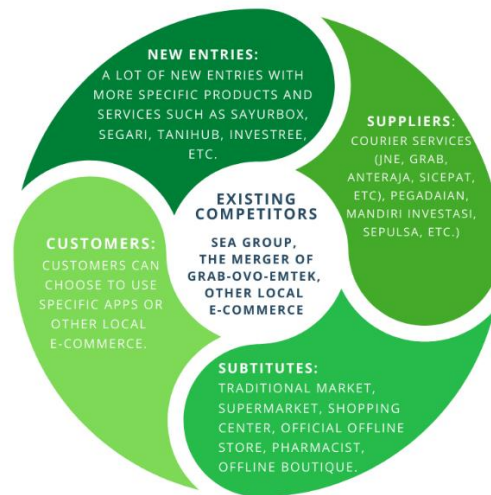 NEW ENTRIES:
A LOT OF NEW ENTRIES WITH
MORE SPECIFIC PRODUCTS AND
SERVICES SUCH AS SAYURBOX,
SEGARI, TANIHUB, INVESTREE,
ETC.
SUPPLIERS:
COURIER SERVICES
(JNE, GRAB,
ANTERAJA, SICEPAT,
ETC), PEGADAIAN,
MANDIRI INVESTASI,
SEPULSA, ETC.)
EXISTING
COMPETITORS
SEA GROUP,
THE MERGER OF
GRAB-OVO-EMTEK,
OTHER LOCAL
E-COMMERCE
CUSTOMERS:
CUSTOMERS CAN
CHOOSE TO USE
SPECIFIC APPS OR
OTHER LOCAL
E-COMMERCE.
SUBTITUTES:
TRADITIONAL MARKET,
SUPERMARKET, SHOPPING
CENTER, OFFICIAL OFFLINE
STORE, PHARMACIST,
OFFLINE BOUTIQUE.